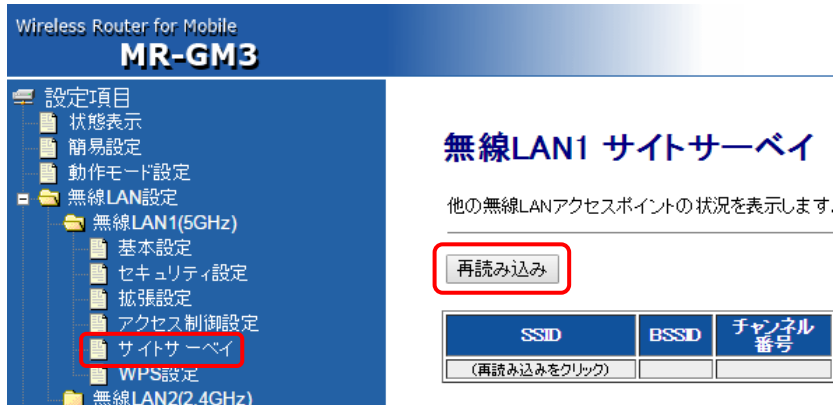 Wireless Router for Mobile
MR-GM3
設定項目
状態表示
簡易設定
動作モード設定
無線LAN設定
無線LAN1(5GHz)
基本設定
セキュリティ設定
拡張設定
アクセス制御設定
サイトサーベイ
WPS設定
無線LAN2(2.4GHz)
無線LAN1 サイトサーベイ
他の無線LANアクセスポイントの状況を表示します.
再読み込み
SSID BSSID チャンネル
番号
(再読み込みをクリック)